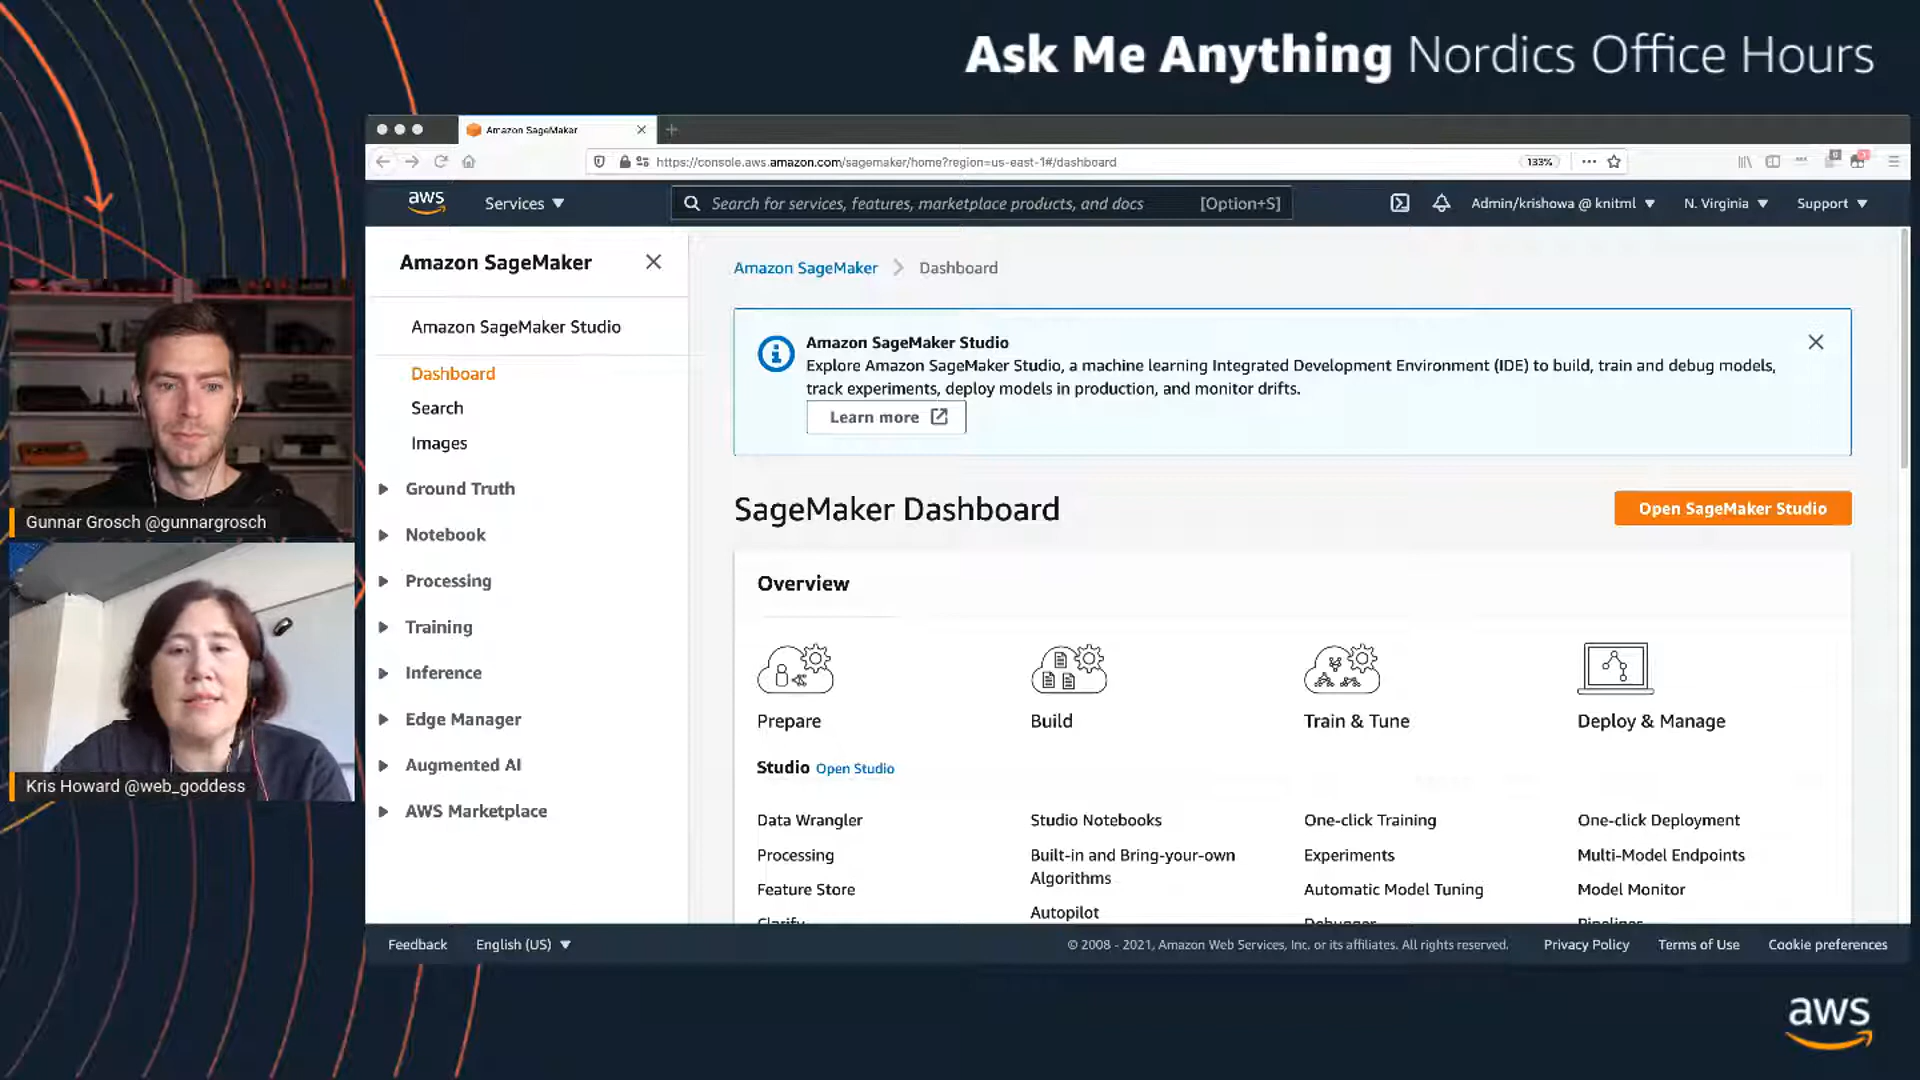 Ask Me Anything Nordics Office Hours
Amazon SageMaker
https://console.aws.amazon.com/sagemaker/home?region=us-east-1#/dashboard
133%
aws
Services
Search for services, features, marketplace products, and docs
[Option+S]
Admin/krishowa @ knitml
N. Virginia
Support
Amazon SageMaker
Amazon SageMaker Studio
Dashboard
Search
Images
Ground Truth
Notebook
Processing
Training
Inference
Edge Manager
Augmented AI
AWS Marketplace
Amazon SageMaker
Dashboard
Amazon SageMaker Studio
Explore Amazon SageMaker Studio, a machine learning Integrated Development Environment (IDE) to build, train and debug models,
track experiments, deploy models in production, and monitor drifts.
Learn more
SageMaker Dashboard
Open SageMaker Studio
Overview
Prepare
Build
Train & Tune
Deploy & Manage
Studio Open Studio
Data Wrangler
Processing
Feature Store
Clarify
Studio Notebooks
Built-in and Bring-your-own
Algorithms
Autopilot
One-click Training
Experiments
Automatic Model Tuning
Debugger
One-click Deployment
Multi-Model Endpoints
Model Monitor
Pipelines
Gunnar Grosch @gunnargrosch
Kris Howard @web_goddess
Feedback
English (US)
© 2008 - 2021, Amazon Web Services, Inc. or its affiliates. All rights reserved.
Privacy Policy
Terms of Use
Cookie preferences
aws